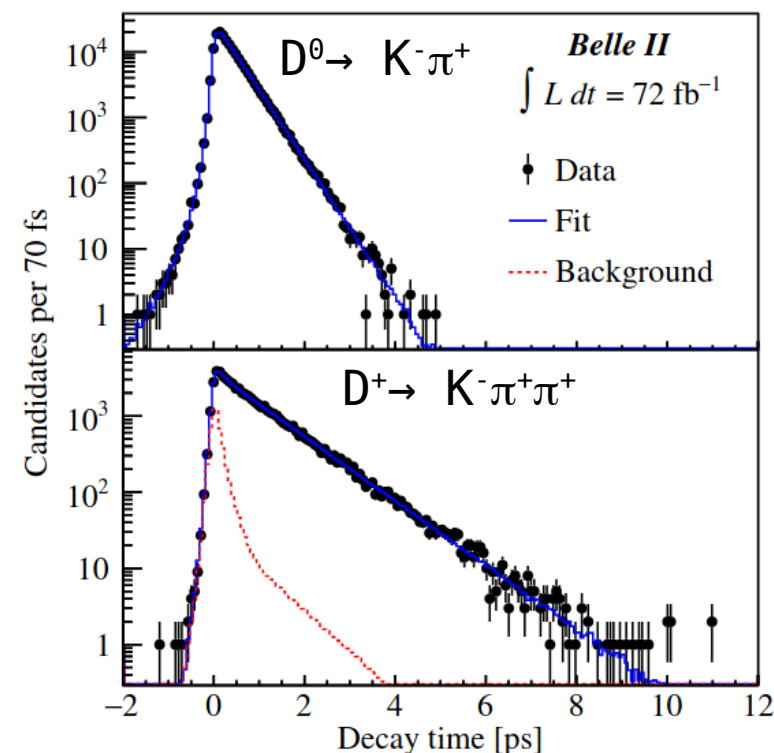 D⁰→ K⁻π⁺
Belle II
∫ L dt = 72 fb⁻¹
Data
Fit
Background
10⁴
10³
10²
10
1
D⁺→ K⁻π⁺π⁺
10³
10²
10
1
Candidates per 70 fs
−2 0 2 4 6 8 10 12
Decay time [ps]